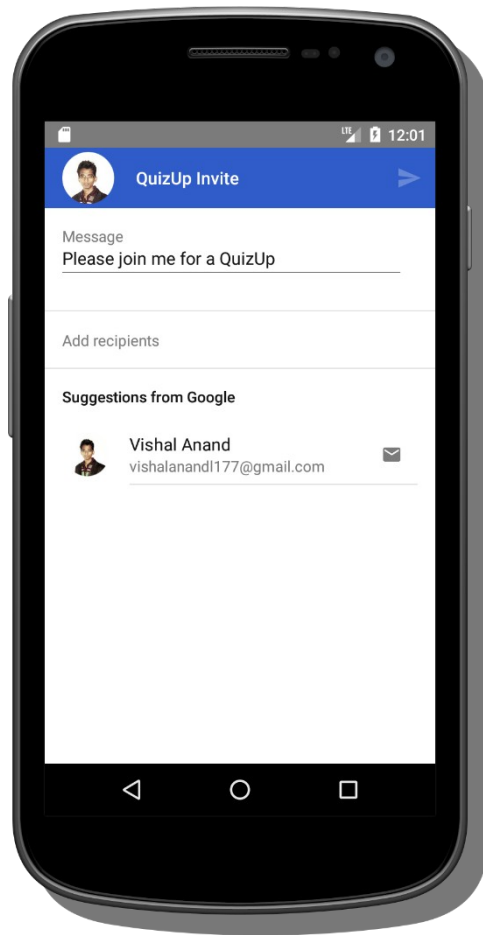 LTE 12:01
QuizUp Invite
Message
Please join me for a QuizUp
Add recipients
Suggestions from Google
Vishal Anand
vishalanandl177@gmail.com